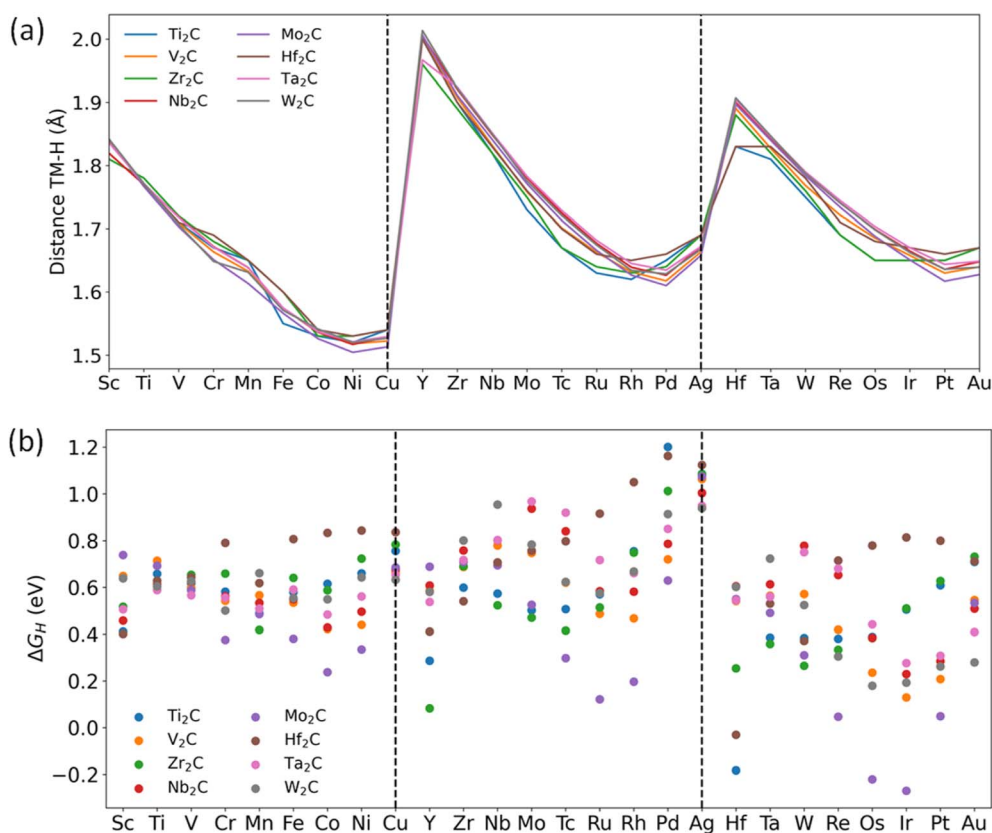 (a)
Distance TM-H (Å)
2.0
1.9
1.8
1.7
1.6
1.5
Ti₂C Mo₂C
V₂C Hf₂C
Zr₂C Ta₂C
Nb₂C W₂C
Sc Ti V Cr Mn Fe Co Ni Cu Y Zr Nb Mo Tc Ru Rh Pd Ag Hf Ta W Re Os Ir Pt Au
(b)
ΔG_H (eV)
1.2
1.0
0.8
0.6
0.4
0.2
0.0
−0.2
Ti₂C Mo₂C
V₂C Hf₂C
Zr₂C Ta₂C
Nb₂C W₂C
Sc Ti V Cr Mn Fe Co Ni Cu Y Zr Nb Mo Tc Ru Rh Pd Ag Hf Ta W Re Os Ir Pt Au